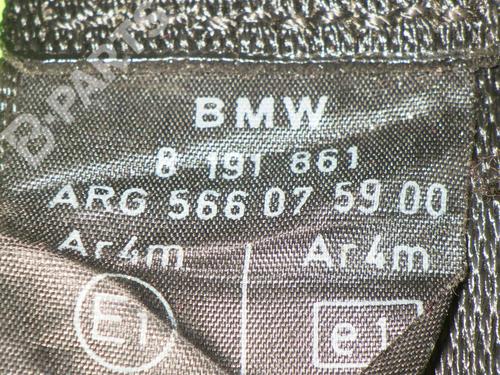 B-PARTS
BMW
8 191 861
ARG 566 07 59 00
Ar4m Ar4m
E1 e1